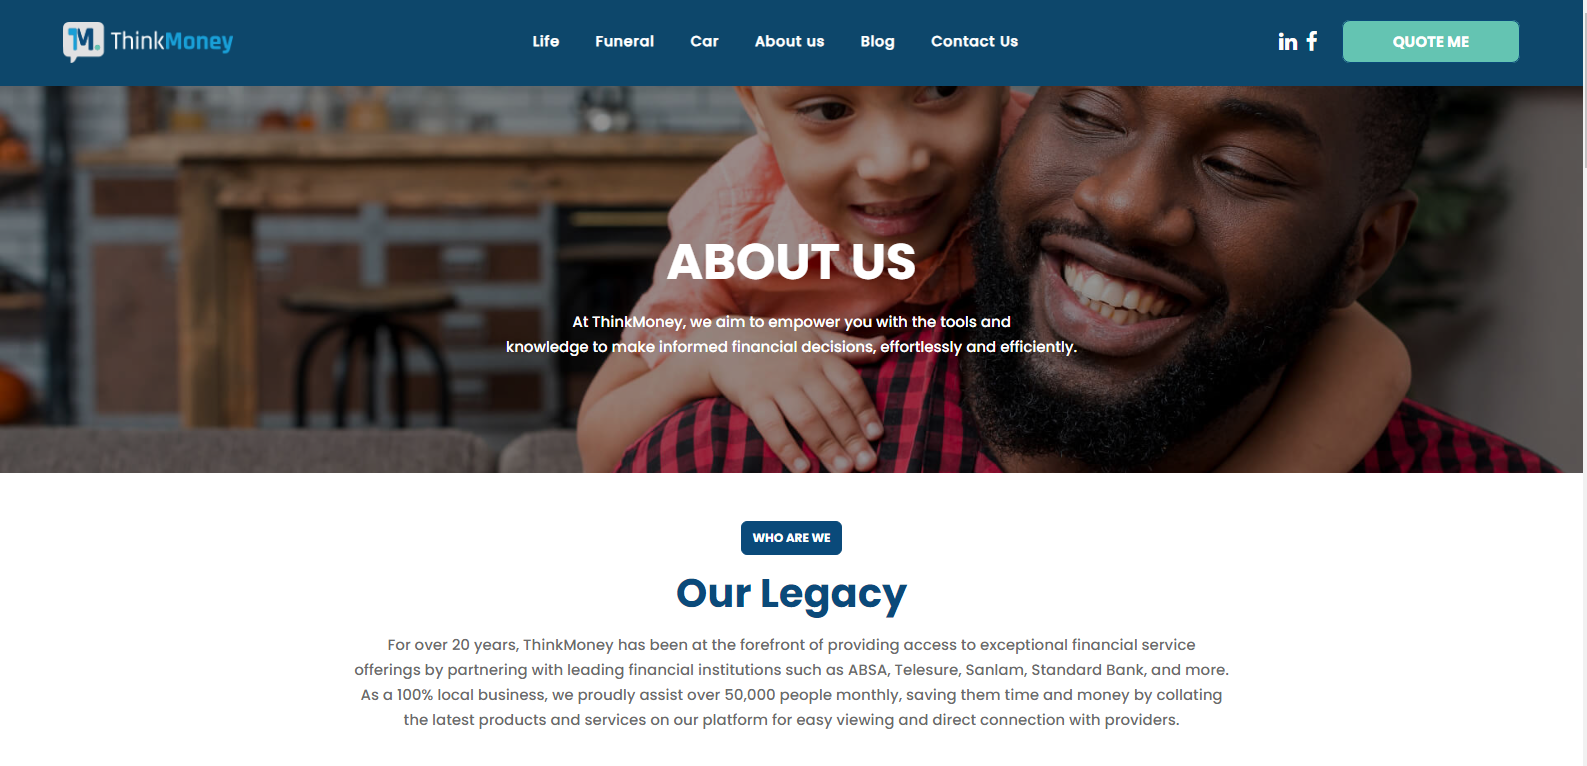 ThinkMoney
Life
Funeral
Car
About us
Blog
Contact Us
in f
QUOTE ME
ABOUT US
At ThinkMoney, we aim to empower you with the tools and
knowledge to make informed financial decisions, effortlessly and efficiently.
WHO ARE WE
Our Legacy
For over 20 years, ThinkMoney has been at the forefront of providing access to exceptional financial service
offerings by partnering with leading financial institutions such as ABSA, Telesure, Sanlam, Standard Bank, and more.
As a 100% local business, we proudly assist over 50,000 people monthly, saving them time and money by collating
the latest products and services on our platform for easy viewing and direct connection with providers.